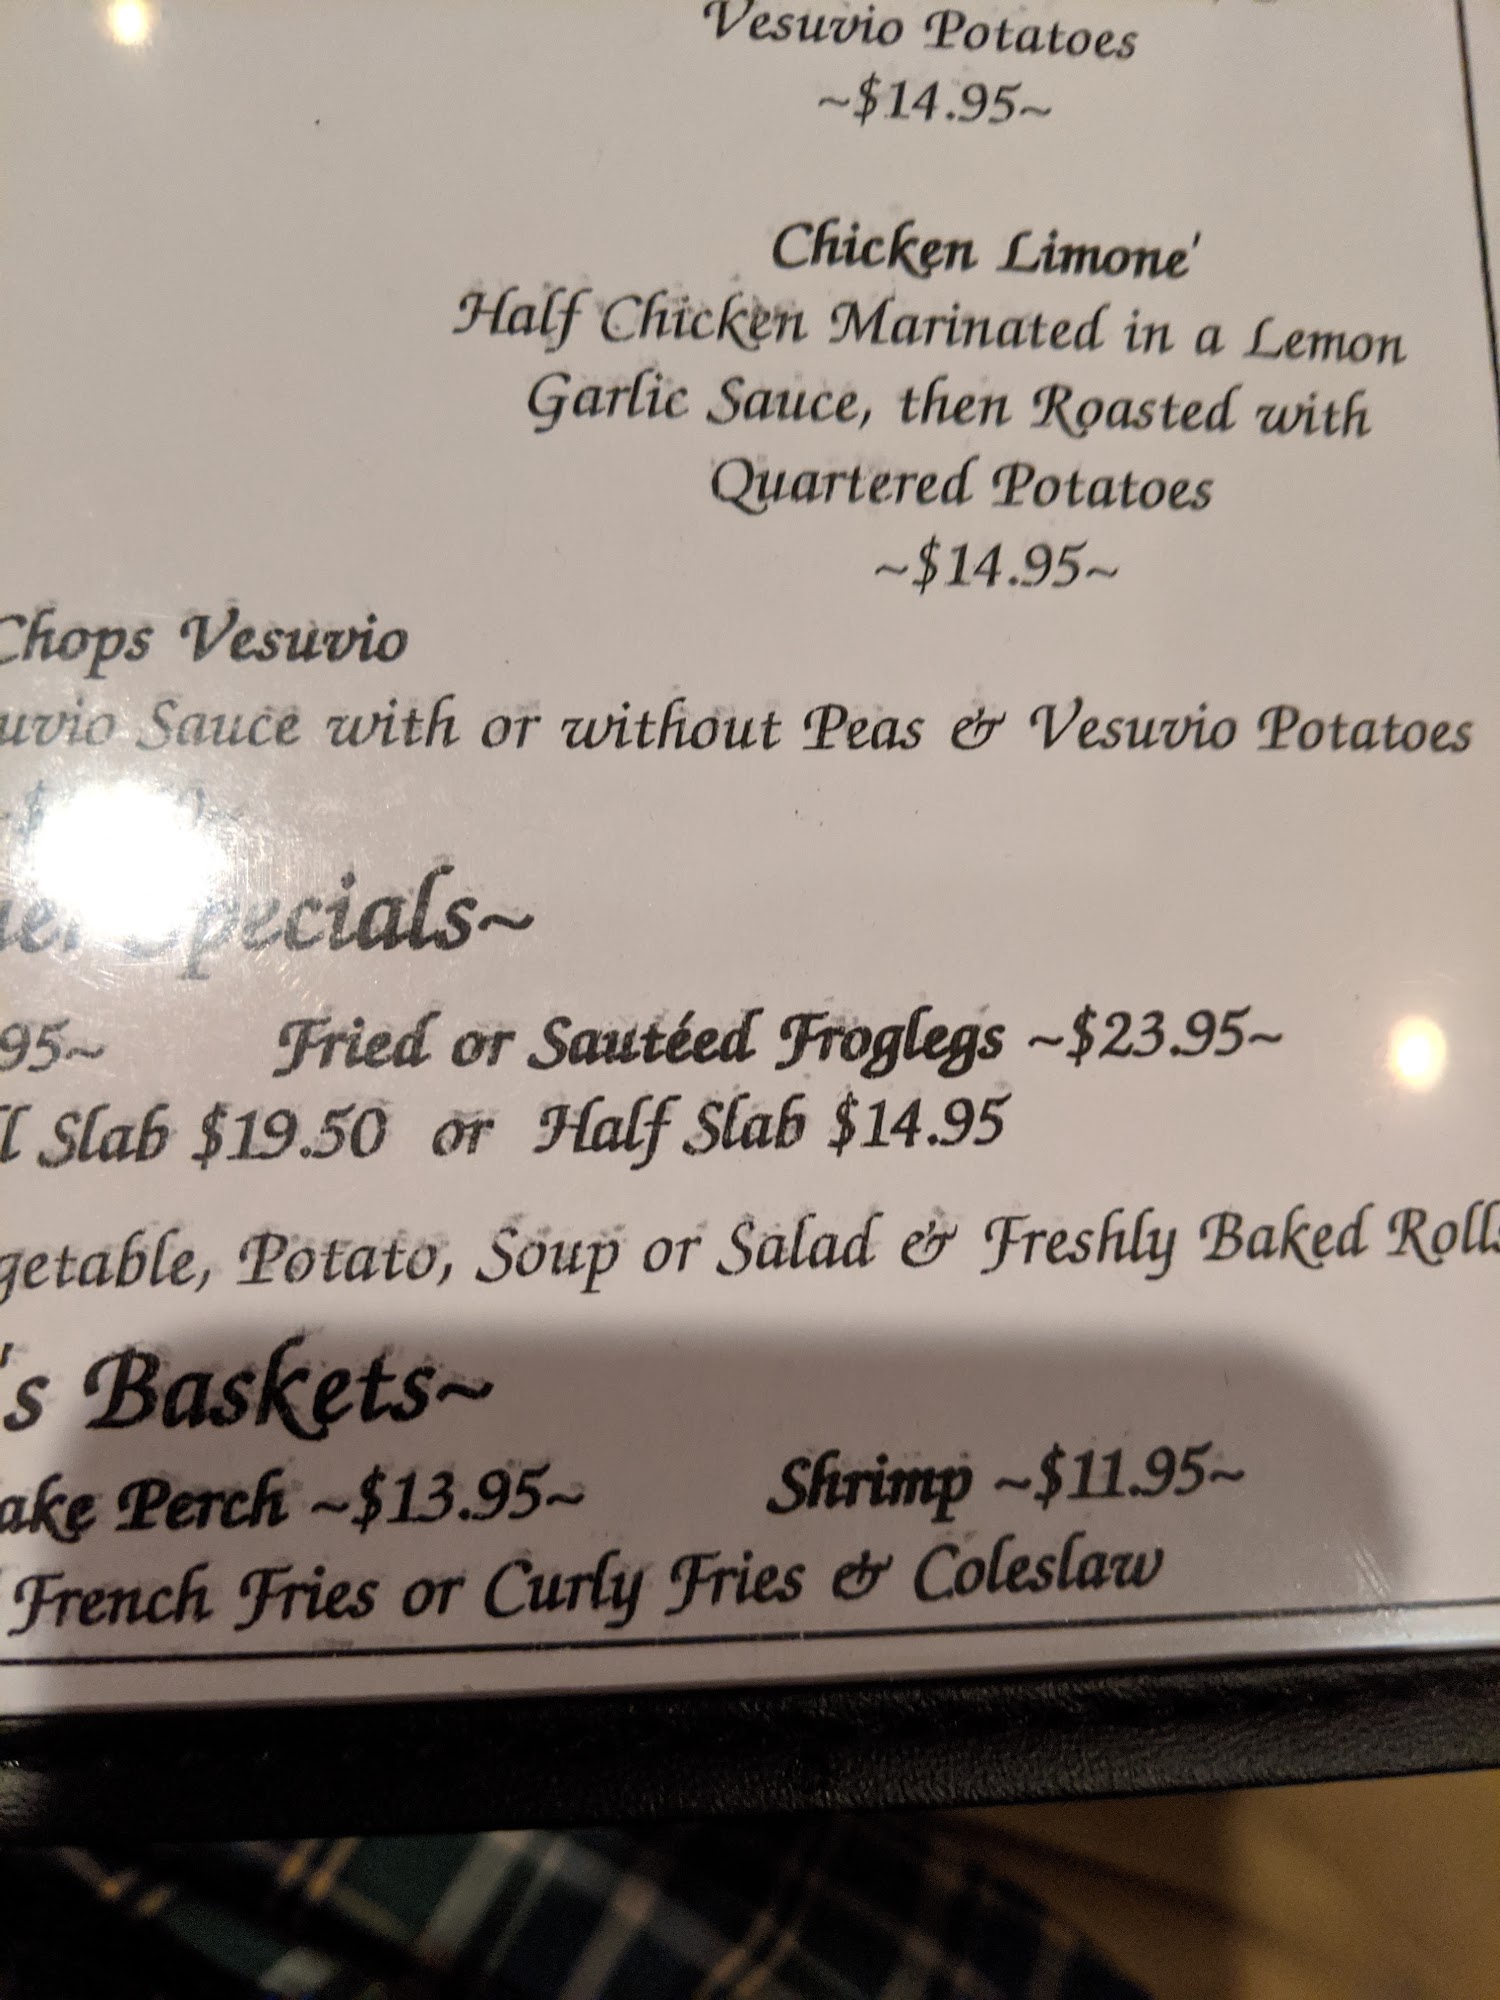 Vesuvio Potatoes
~$14.95~
Chicken Limone'
Half Chicken Marinated in a Lemon
Garlic Sauce, then Roasted with
Quartered Potatoes
~$14.95~
Chops Vesuvio
uvio Sauce with or without Peas & Vesuvio Potatoes
Specials~
95~ Fried or Sautéed Froglegs ~$23.95~
l Slab $19.50 or Half Slab $14.95
getable, Potato, Soup or Salad & Freshly Baked Rolls
's Baskets~
ake Perch ~$13.95~ Shrimp ~$11.95~
French Fries or Curly Fries & Coleslaw